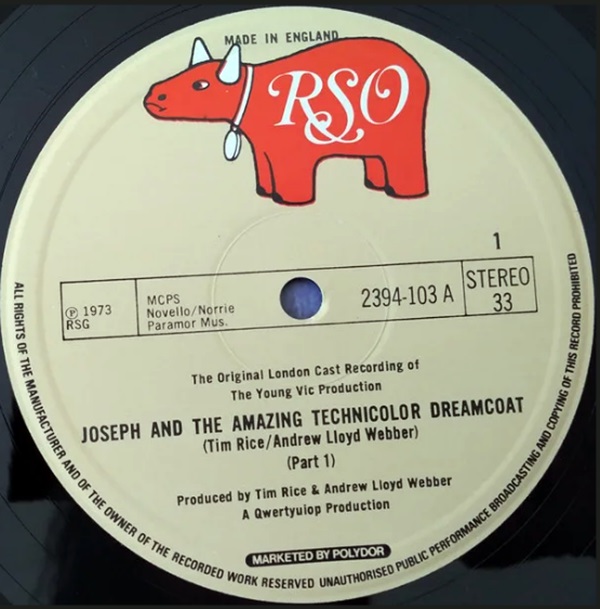 MADE IN ENGLAND
RSO
1
℗ 1973
RSG
MCPS
Novello/Norrie
Paramor Mus.
2394-103 A
STEREO
33
The Original London Cast Recording of
The Young Vic Production
JOSEPH AND THE AMAZING TECHNICOLOR DREAMCOAT
(Tim Rice/Andrew Lloyd Webber)
(Part 1)
Produced by Tim Rice & Andrew Lloyd Webber
A Qwertyuiop Production
MARKETED BY POLYDOR
ALL RIGHTS OF THE MANUFACTURER AND OF THE OWNER OF THE RECORDED WORK RESERVED UNAUTHORISED PUBLIC PERFORMANCE BROADCASTING AND COPYING OF THIS RECORD PROHIBITED